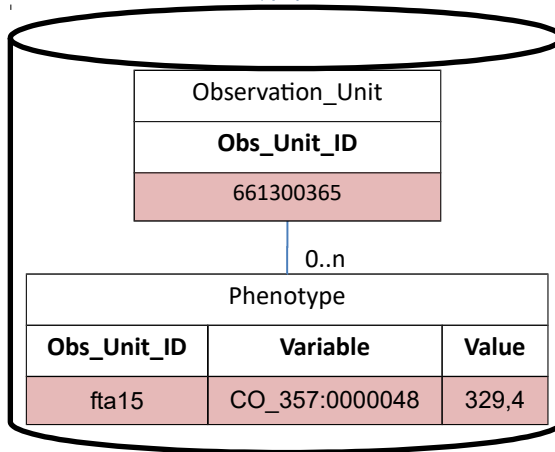 Observation_Unit
Obs_Unit_ID
661300365
0..n
Phenotype
Obs_Unit_ID Variable Value
fta15 CO_357:0000048 329,4